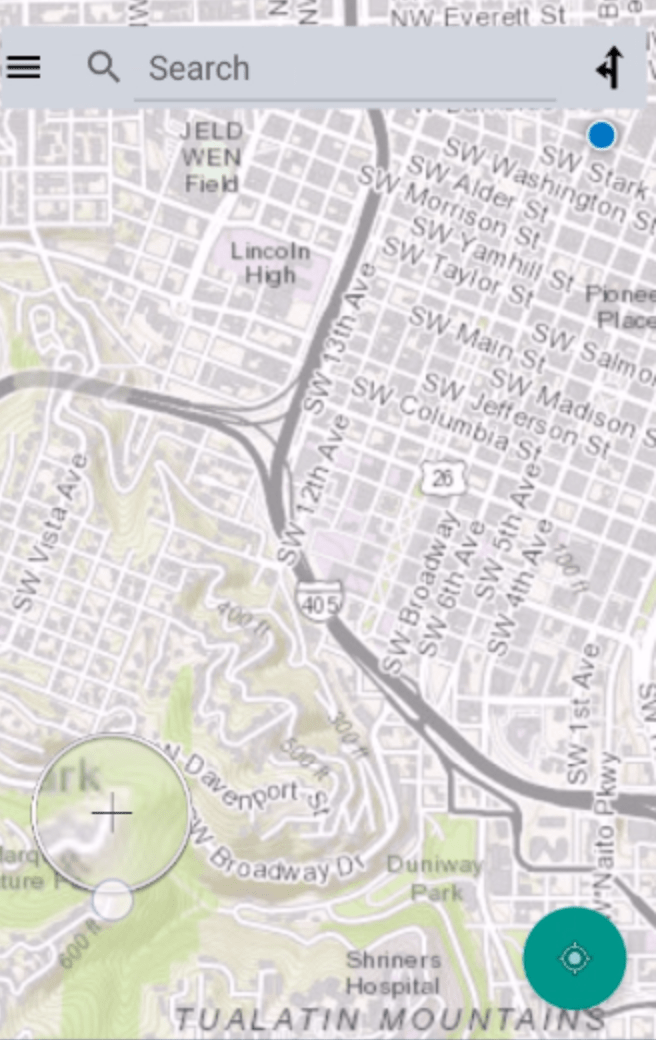 NW Everett St
Search
JELD
WEN
Field
SW Washington St
SW Stark
SW Alder St
SW Morrison St
SW Yamhill St
SW Taylor St
Lincoln
High
Pionee
Place
SW 13th Ave
SW Main St
SW Salmo
SW Madison S
SW Jefferson St
SW Columbia St
SW 12th Ave
26
SW Vista Ave
SW 5th Ave
SW Broadway
SW 6th Ave
SW 4th Ave
100 ft
405
400 ft
300 ft
500 ft
SW 1st Ave
SW
ark
Davenport St
SW Broadway Dr
W Naito Pkwy
Duniway
Park
600 ft
Shriners
Hospital
TUALATIN MOUNTAINS